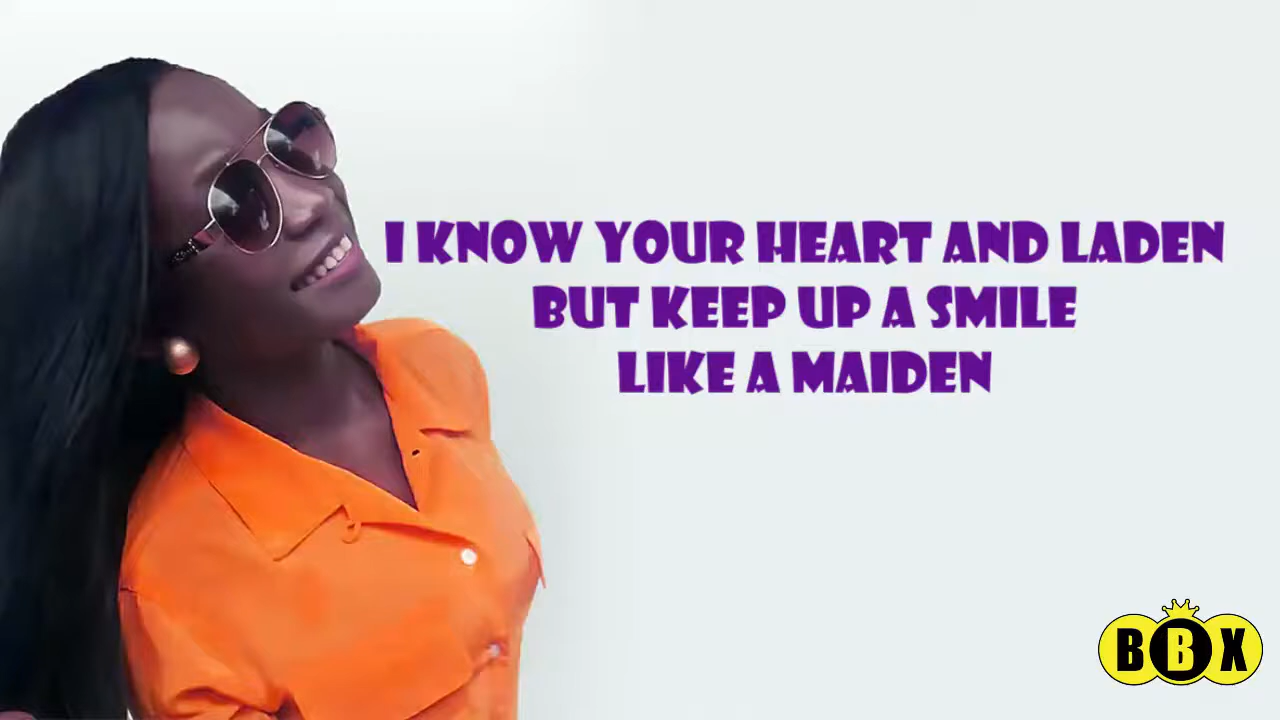 I KNOW YOUR HEART AND LADEN
BUT KEEP UP A SMILE
LIKE A MAIDEN
BBX